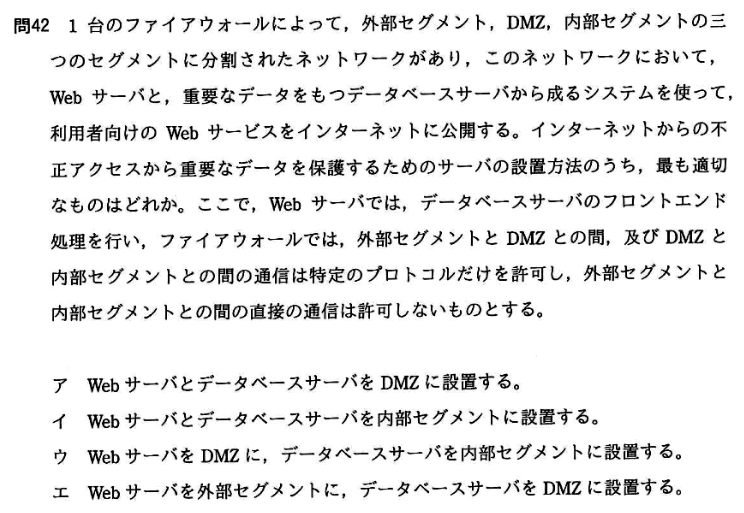 問42　1 台のファイアウォールによって，外部セグメント，DMZ，内部セグメントの三
つのセグメントに分割されたネットワークがあり，このネットワークにおいて，
Web サーバと，重要なデータをもつデータベースサーバから成るシステムを使って，
利用者向けの Web サービスをインターネットに公開する。インターネットからの不
正アクセスから重要なデータを保護するためのサーバの設置方法のうち，最も適切
なものはどれか。ここで，Web サーバでは，データベースサーバのフロントエンド
処理を行い，ファイアウォールでは，外部セグメントと DMZ との間，及び DMZ と
内部セグメントとの間の通信は特定のプロトコルだけを許可し，外部セグメントと
内部セグメントとの間の直接の通信は許可しないものとする。
ア　Web サーバとデータベースサーバを DMZ に設置する。
イ　Web サーバとデータベースサーバを内部セグメントに設置する。
ウ　Web サーバを DMZ に，データベースサーバを内部セグメントに設置する。
エ　Web サーバを外部セグメントに，データベースサーバを DMZ に設置する。